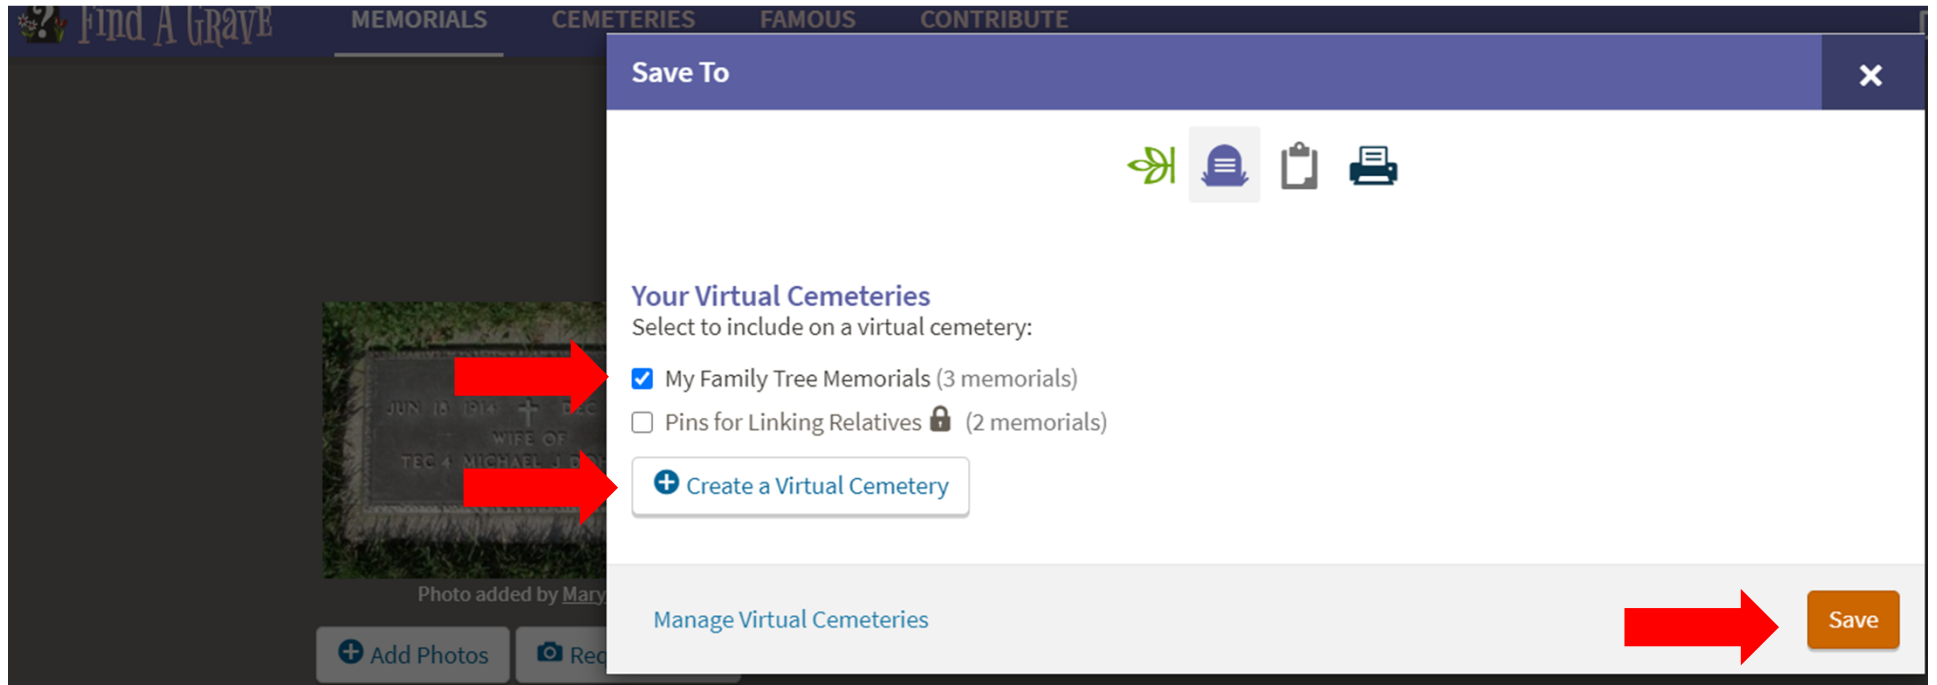 Find A Grave MEMORIALS CEMETERIES FAMOUS CONTRIBUTE
Save To
Your Virtual Cemeteries
Select to include on a virtual cemetery:
My Family Tree Memorials (3 memorials)
Pins for Linking Relatives (2 memorials)
Create a Virtual Cemetery
JUN 18 1914 DEC
WIFE OF
TEC 4 MICHAEL J
Photo added by Mary
Manage Virtual Cemeteries
Save
Add Photos